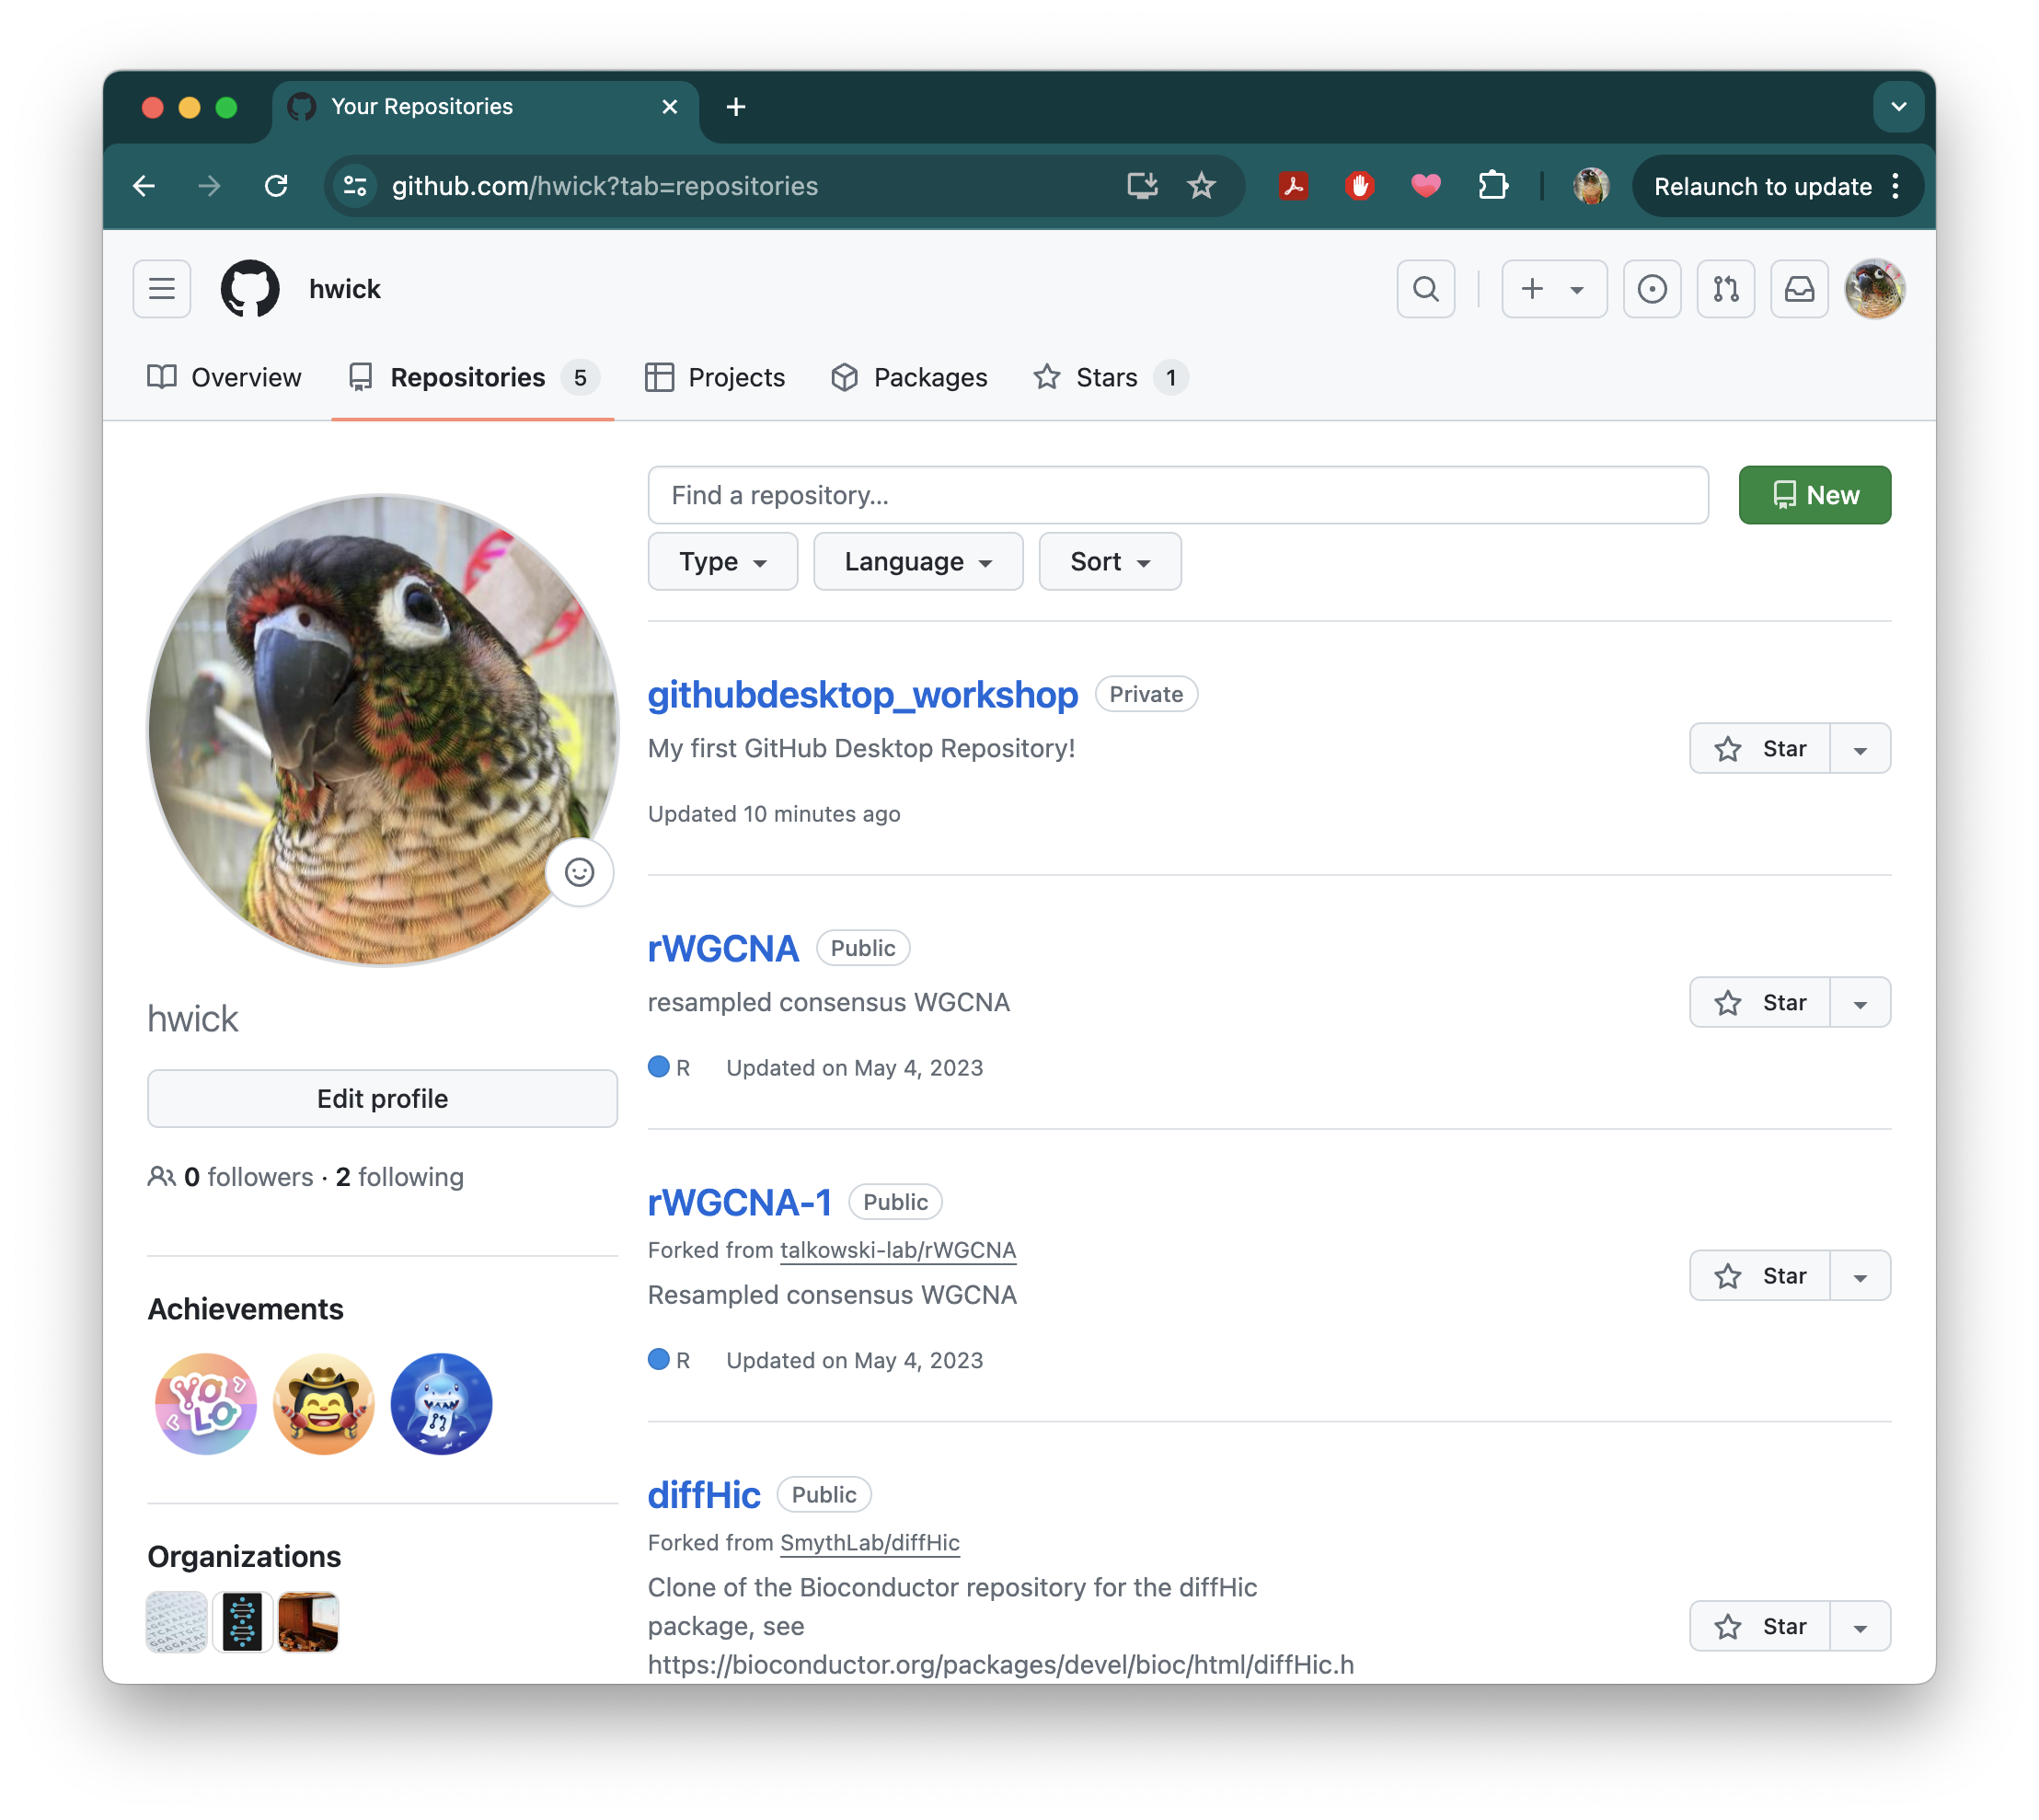 Your Repositories
github.com/hwick?tab=repositories
Relaunch to update
hwick
Overview
Repositories 5
Projects
Packages
Stars 1
Find a repository...
New
Type
Language
Sort
githubdesktop_workshop Private
My first GitHub Desktop Repository!
Star
Updated 10 minutes ago
rWGCNA Public
resampled consensus WGCNA
Star
R Updated on May 4, 2023
rWGCNA-1 Public
Forked from talkowski-lab/rWGCNA
Resampled consensus WGCNA
Star
R Updated on May 4, 2023
diffHic Public
Forked from SmythLab/diffHic
Clone of the Bioconductor repository for the diffHic
package, see
https://bioconductor.org/packages/devel/bioc/html/diffHic.h
Star
hwick
Edit profile
0 followers · 2 following
Achievements
YOLO
Organizations